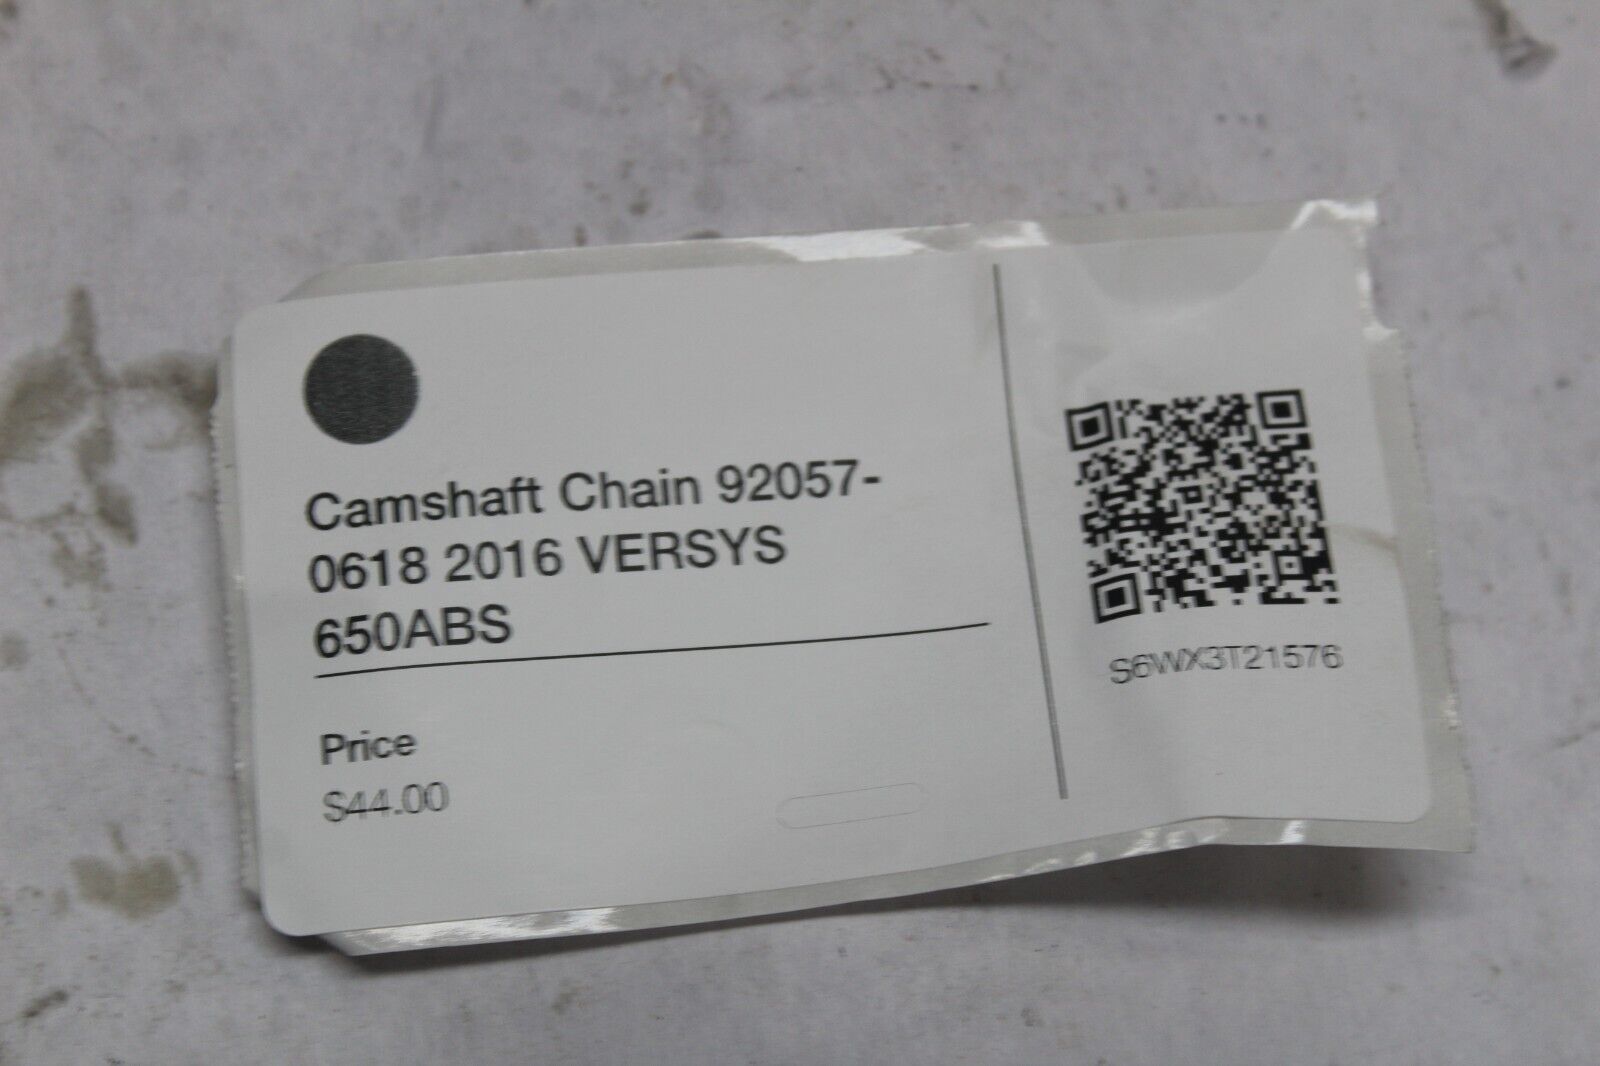 Camshaft Chain 92057-
0618 2016 VERSYS
650ABS
Price
$44.00
S6WX3T21576